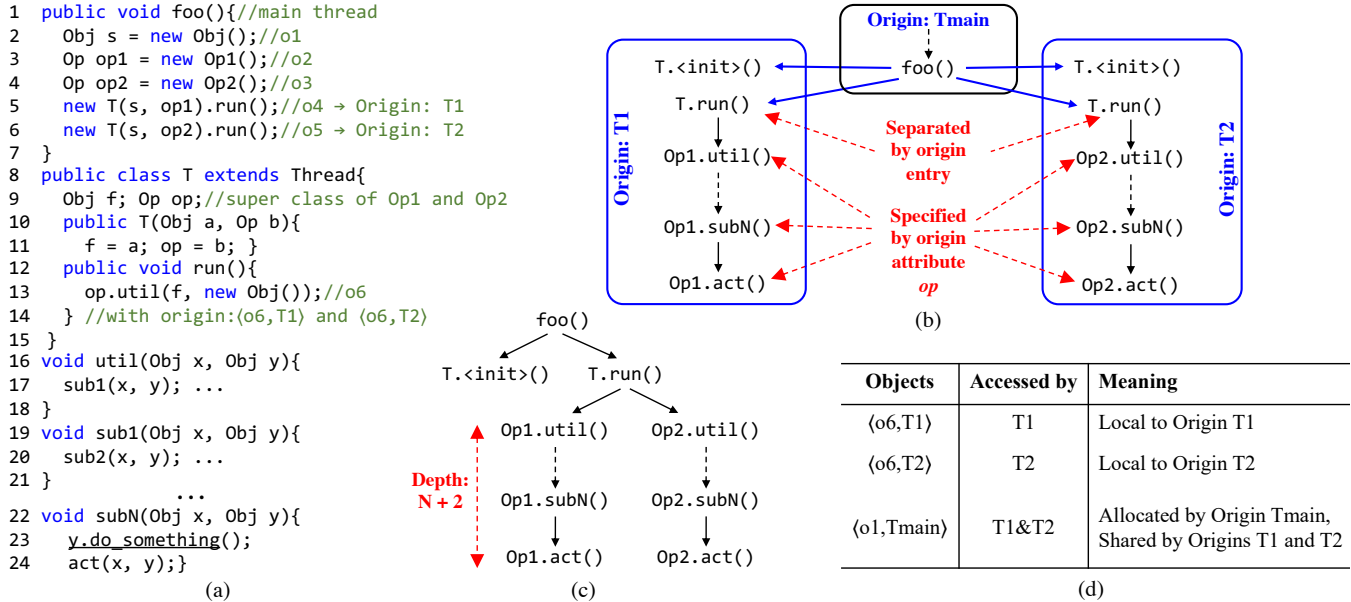 1 public void foo(){//main thread
2 Obj s = new Obj();//o1
3 Op op1 = new Op1();//o2
4 Op op2 = new Op2();//o3
5 new T(s, op1).run();//o4 → Origin: T1
6 new T(s, op2).run();//o5 → Origin: T2
7 }
8 public class T extends Thread{
9 Obj f; Op op;//super class of Op1 and Op2
10 public T(Obj a, Op b){
11 f = a; op = b; }
12 public void run(){
13 op.util(f, new Obj());//o6
14 } //with origin:⟨o6,T1⟩ and ⟨o6,T2⟩
15 }
16 void util(Obj x, Obj y){
17 sub1(x, y); ...
18 }
19 void sub1(Obj x, Obj y){
20 sub2(x, y); ...
21 }
...
22 void subN(Obj x, Obj y){
23 y.do_something();
24 act(x, y);}
(a)
Origin: Tmain
foo()
Origin: T1
T.<init>()
T.run()
Op1.util()
Op1.subN()
Op1.act()
Separated
by origin
entry
Specified
by origin
attribute
op
T.<init>()
T.run()
Op2.util()
Op2.subN()
Op2.act()
Origin: T2
(b)
foo()
T.<init>() T.run()
Op1.util() Op2.util()
Depth:
N + 2
Op1.subN() Op2.subN()
Op1.act() Op2.act()
(c)
Objects Accessed by Meaning
⟨o6,T1⟩ T1 Local to Origin T1
⟨o6,T2⟩ T2 Local to Origin T2
⟨o1,Tmain⟩ T1&T2 Allocated by Origin Tmain,
Shared by Origins T1 and T2
(d)